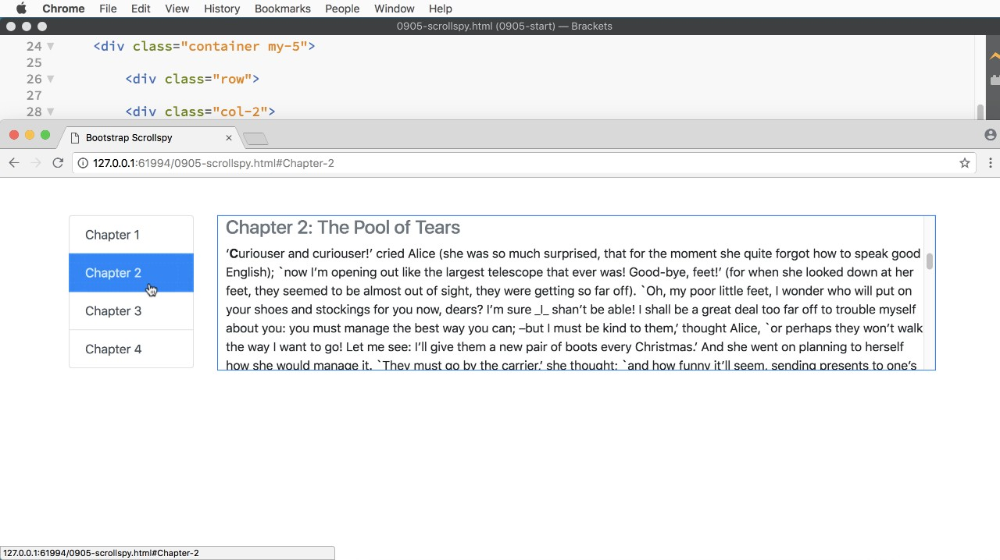 Chrome File Edit View History Bookmarks People Window Help
0905-scrollspy.html (0905-start) — Brackets
24 <div class="container my-5">
25
26 <div class="row">
27
28 <div class="col-2">
Bootstrap Scrollspy
127.0.0.1:61994/0905-scrollspy.html#Chapter-2
Chapter 1
Chapter 2
Chapter 3
Chapter 4
Chapter 2: The Pool of Tears
‘Curiouser and curiouser!’ cried Alice (she was so much surprised, that for the moment she quite forgot how to speak good
English); `now I’m opening out like the largest telescope that ever was! Good-bye, feet!’ (for when she looked down at her
feet, they seemed to be almost out of sight, they were getting so far off). `Oh, my poor little feet, I wonder who will put on
your shoes and stockings for you now, dears? I’m sure _I_ shan’t be able! I shall be a great deal too far off to trouble myself
about you: you must manage the best way you can; –but I must be kind to them,’ thought Alice, `or perhaps they won’t walk
the way I want to go! Let me see: I’ll give them a new pair of boots every Christmas.’ And she went on planning to herself
how she would manage it. `They must go by the carrier,’ she thought; `and how funny it’ll seem, sending presents to one’s
127.0.0.1:61994/0905-scrollspy.html#Chapter-2